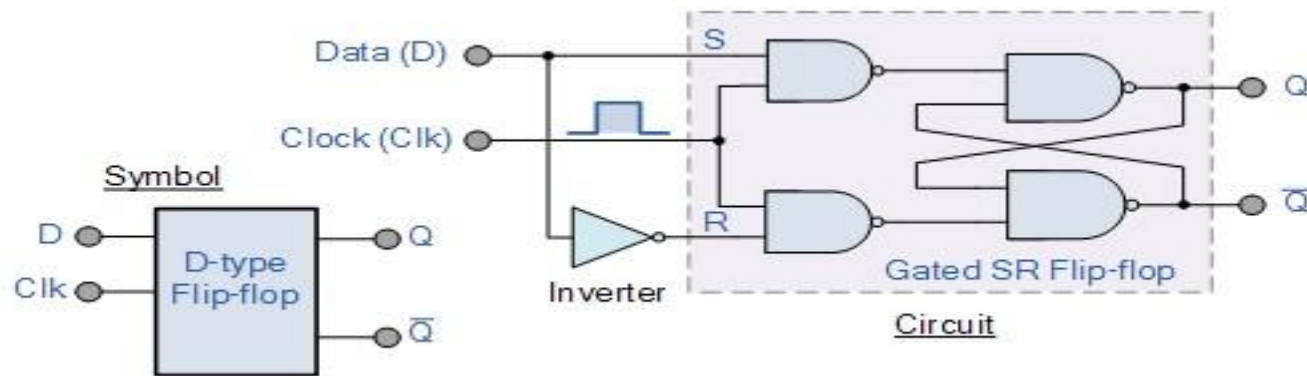 Data (D)
S
Q
Clock (Clk)
Symbol
R
Q̅
D
Q
D-type
Flip-flop
Clk
Inverter
Gated SR Flip-flop
Q̅
Circuit